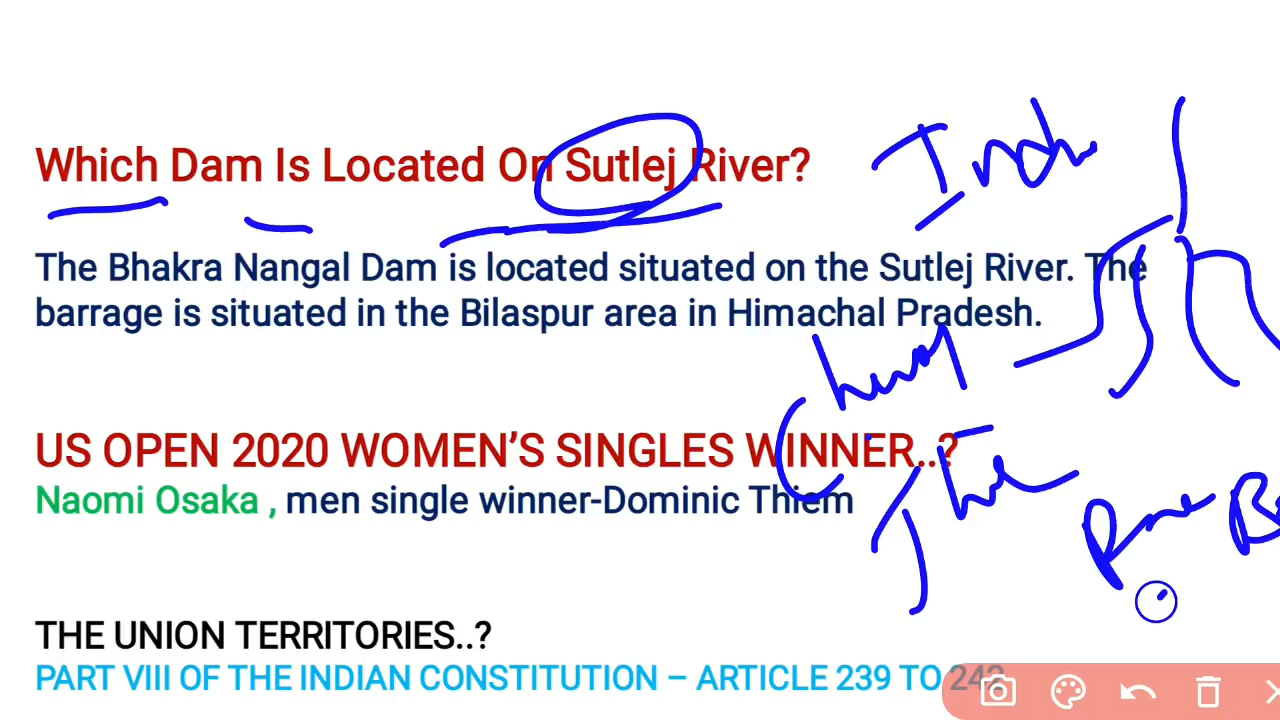 Which Dam Is Located On Sutlej River?
The Bhakra Nangal Dam is located situated on the Sutlej River. The
barrage is situated in the Bilaspur area in Himachal Pradesh.
US OPEN 2020 WOMEN’S SINGLES WINNER..?
Naomi Osaka , men single winner-Dominic Thiem
THE UNION TERRITORIES..?
PART VIII OF THE INDIAN CONSTITUTION – ARTICLE 239 TO 242